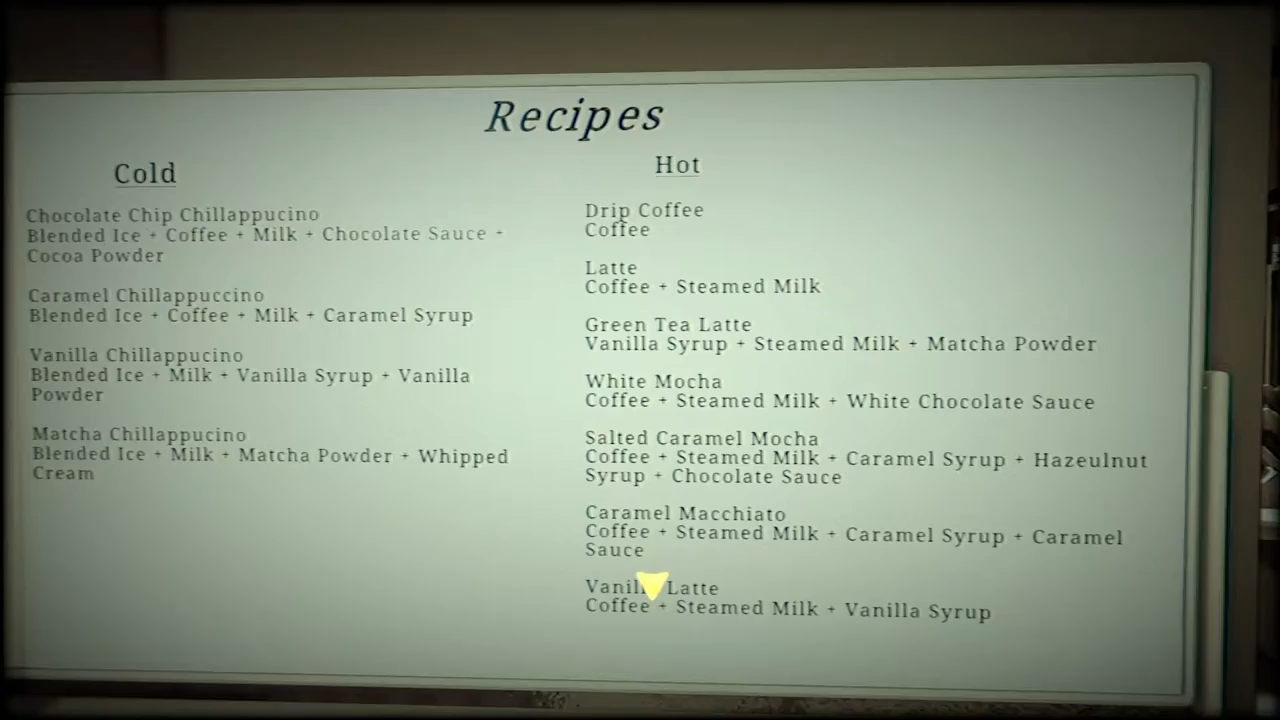 Recipes
Cold
Chocolate Chip Chillappucino
Blended Ice + Coffee + Milk + Chocolate Sauce +
Cocoa Powder
Caramel Chillappuccino
Blended Ice + Coffee + Milk + Caramel Syrup
Vanilla Chillappucino
Blended Ice + Milk + Vanilla Syrup + Vanilla
Powder
Matcha Chillappucino
Blended Ice + Milk + Matcha Powder + Whipped
Cream
Hot
Drip Coffee
Coffee
Latte
Coffee + Steamed Milk
Green Tea Latte
Vanilla Syrup + Steamed Milk + Matcha Powder
White Mocha
Coffee + Steamed Milk + White Chocolate Sauce
Salted Caramel Mocha
Coffee + Steamed Milk + Caramel Syrup + Hazeulnut
Syrup + Chocolate Sauce
Caramel Macchiato
Coffee + Steamed Milk + Caramel Syrup + Caramel
Sauce
Vanilla Latte
Coffee + Steamed Milk + Vanilla Syrup